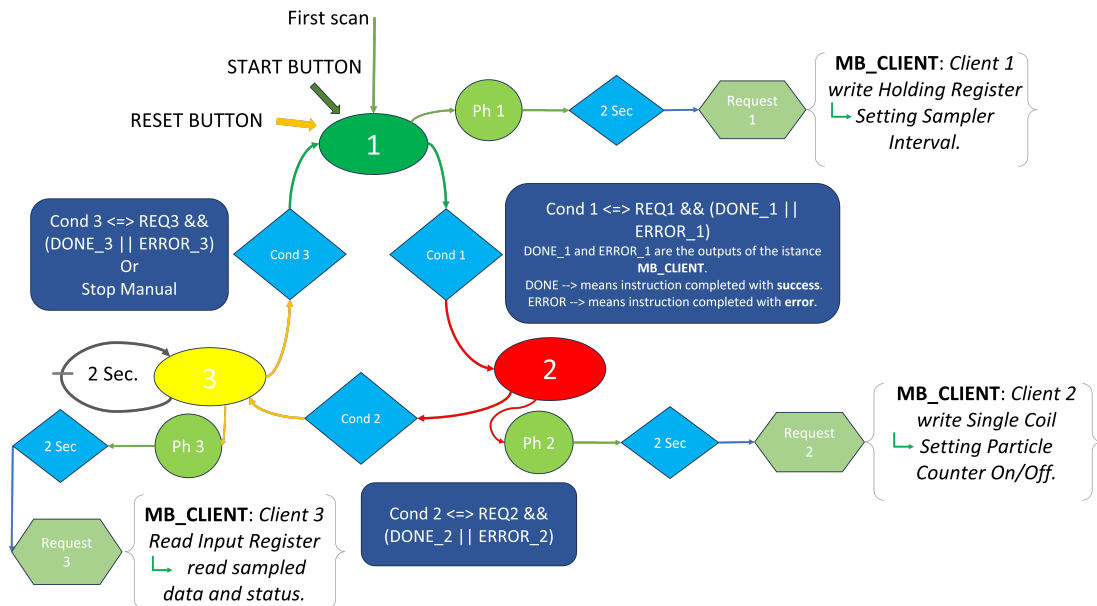 First scan
START BUTTON
RESET BUTTON
1
Ph 1
2 Sec
Request
1
MB_CLIENT: Client 1
write Holding Register
Setting Sampler
Interval.
Cond 3 <=> REQ3 &&
(DONE_3 || ERROR_3)
Or
Stop Manual
Cond 3
Cond 1
Cond 1 <=> REQ1 && (DONE_1 ||
ERROR_1)
DONE_1 and ERROR_1 are the outputs of the istance
MB_CLIENT.
DONE --> means instruction completed with success.
ERROR --> means instruction completed with error.
2 Sec.
3
Cond 2
2
2 Sec
Ph 3
Ph 2
2 Sec
Request
2
MB_CLIENT: Client 2
write Single Coil
Setting Particle
Counter On/Off.
Request
3
MB_CLIENT: Client 3
Read Input Register
read sampled
data and status.
Cond 2 <=> REQ2 &&
(DONE_2 || ERROR_2)